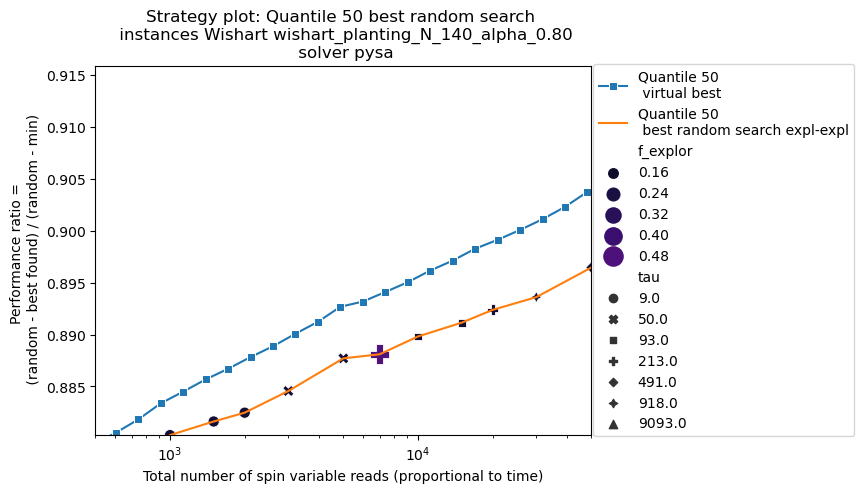 Strategy plot: Quantile 50 best random search
instances Wishart wishart_planting_N_140_alpha_0.80
solver pysa
Performance ratio =
(random - best found) / (random - min)
0.915
0.910
0.905
0.900
0.895
0.890
0.885
10^3
10^4
Total number of spin variable reads (proportional to time)
Quantile 50
virtual best
Quantile 50
best random search expl-expl
f_explor
0.16
0.24
0.32
0.40
0.48
tau
9.0
50.0
93.0
213.0
491.0
918.0
9093.0